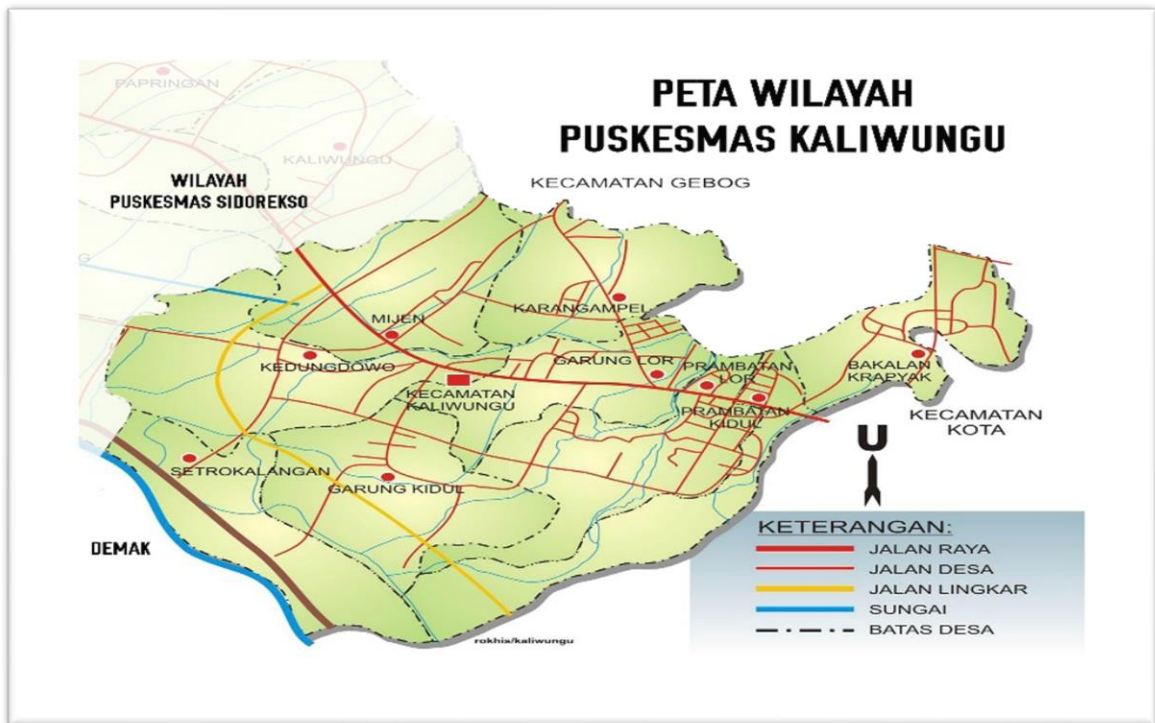 PAPRINGAN
PETA WILAYAH
PUSKESMAS KALIWUNGU
KALIWUNGU
WILAYAH
PUSKESMAS SIDOREKSO
KECAMATAN GEBOG
G
KARANGAMPEL
MIJEN
KEDUNGDOWO
GARUNG LOR
PRAMBATAN
LOR
BAKALAN
KRAPYAK
KECAMATAN
KALIWUNGU
PRAMBATAN
KIDUL
KECAMATAN
KOTA
U
SETROKALANGAN
GARUNG KIDUL
DEMAK
KETERANGAN:
JALAN RAYA
JALAN DESA
JALAN LINGKAR
SUNGAI
BATAS DESA
rokhis/kaliwungu